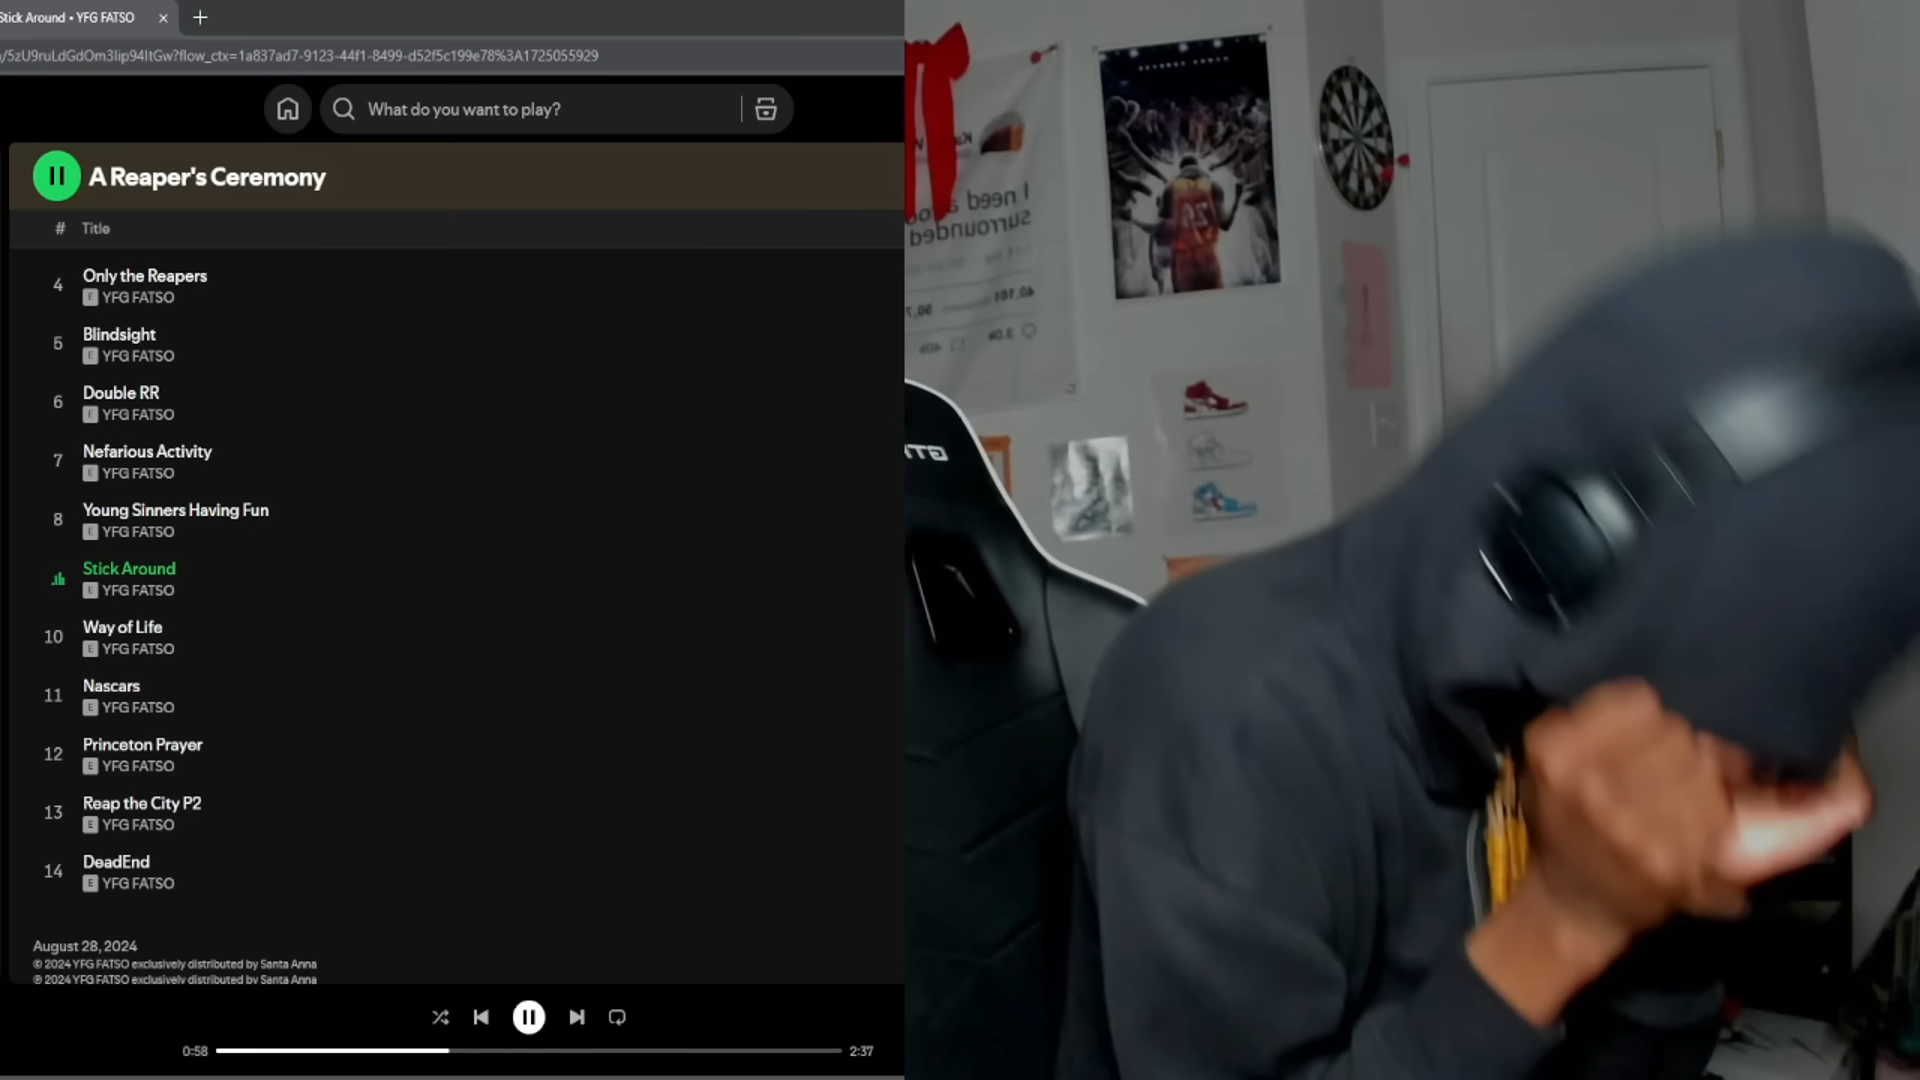 Stick Around • YFG FATSO
/5zU9ruLdGdOm3lip94ItGw?flow_ctx=1a837ad7-9123-44f1-8499-d52f5c199e78%3A1725055929
What do you want to play?
A Reaper's Ceremony
# Title
4 Only the Reapers
E YFG FATSO
5 Blindsight
E YFG FATSO
6 Double RR
E YFG FATSO
7 Nefarious Activity
E YFG FATSO
8 Young Sinners Having Fun
E YFG FATSO
Stick Around
E YFG FATSO
10 Way of Life
E YFG FATSO
11 Nascars
E YFG FATSO
12 Princeton Prayer
E YFG FATSO
13 Reap the City P2
E YFG FATSO
14 DeadEnd
E YFG FATSO
August 28, 2024
© 2024 YFG FATSO exclusively distributed by Santa Anna
℗ 2024 YFG FATSO exclusively distributed by Santa Anna
0:58
2:37
I need a
surrounded